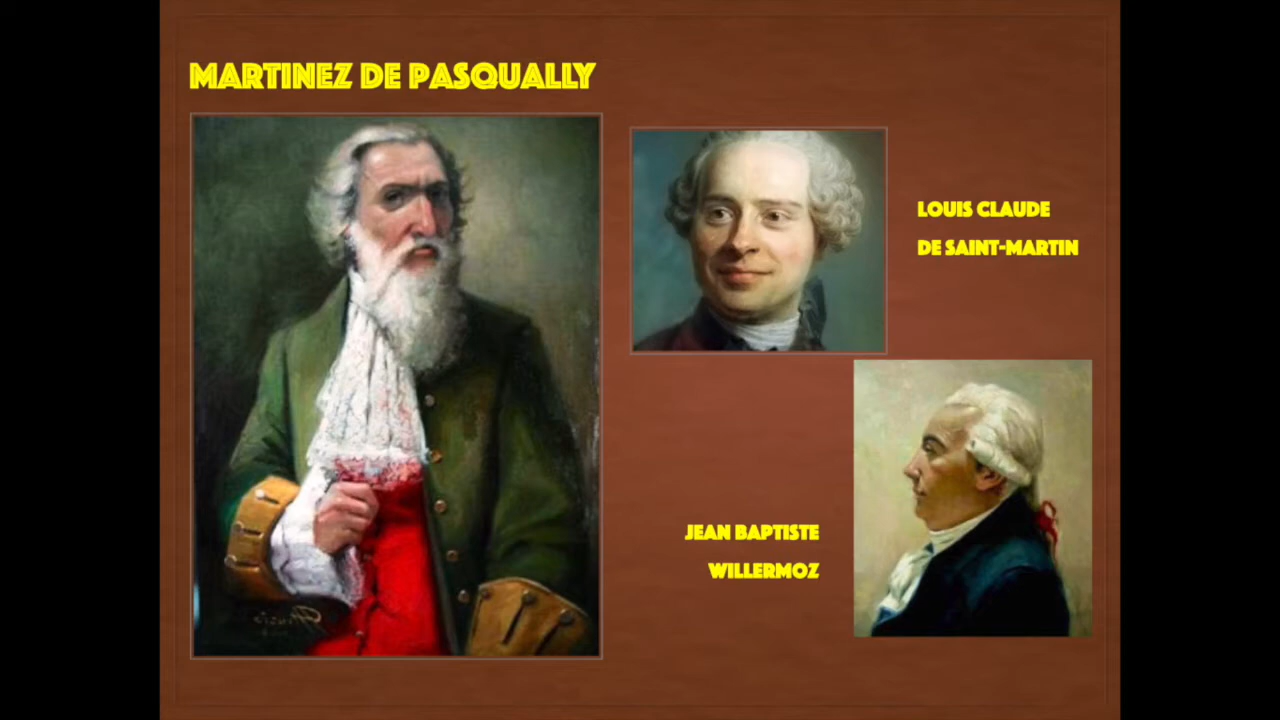 MARTINEZ DE PASQUALLY
LOUIS CLAUDE
DE SAINT-MARTIN
JEAN BAPTISTE
WILLERMOZ